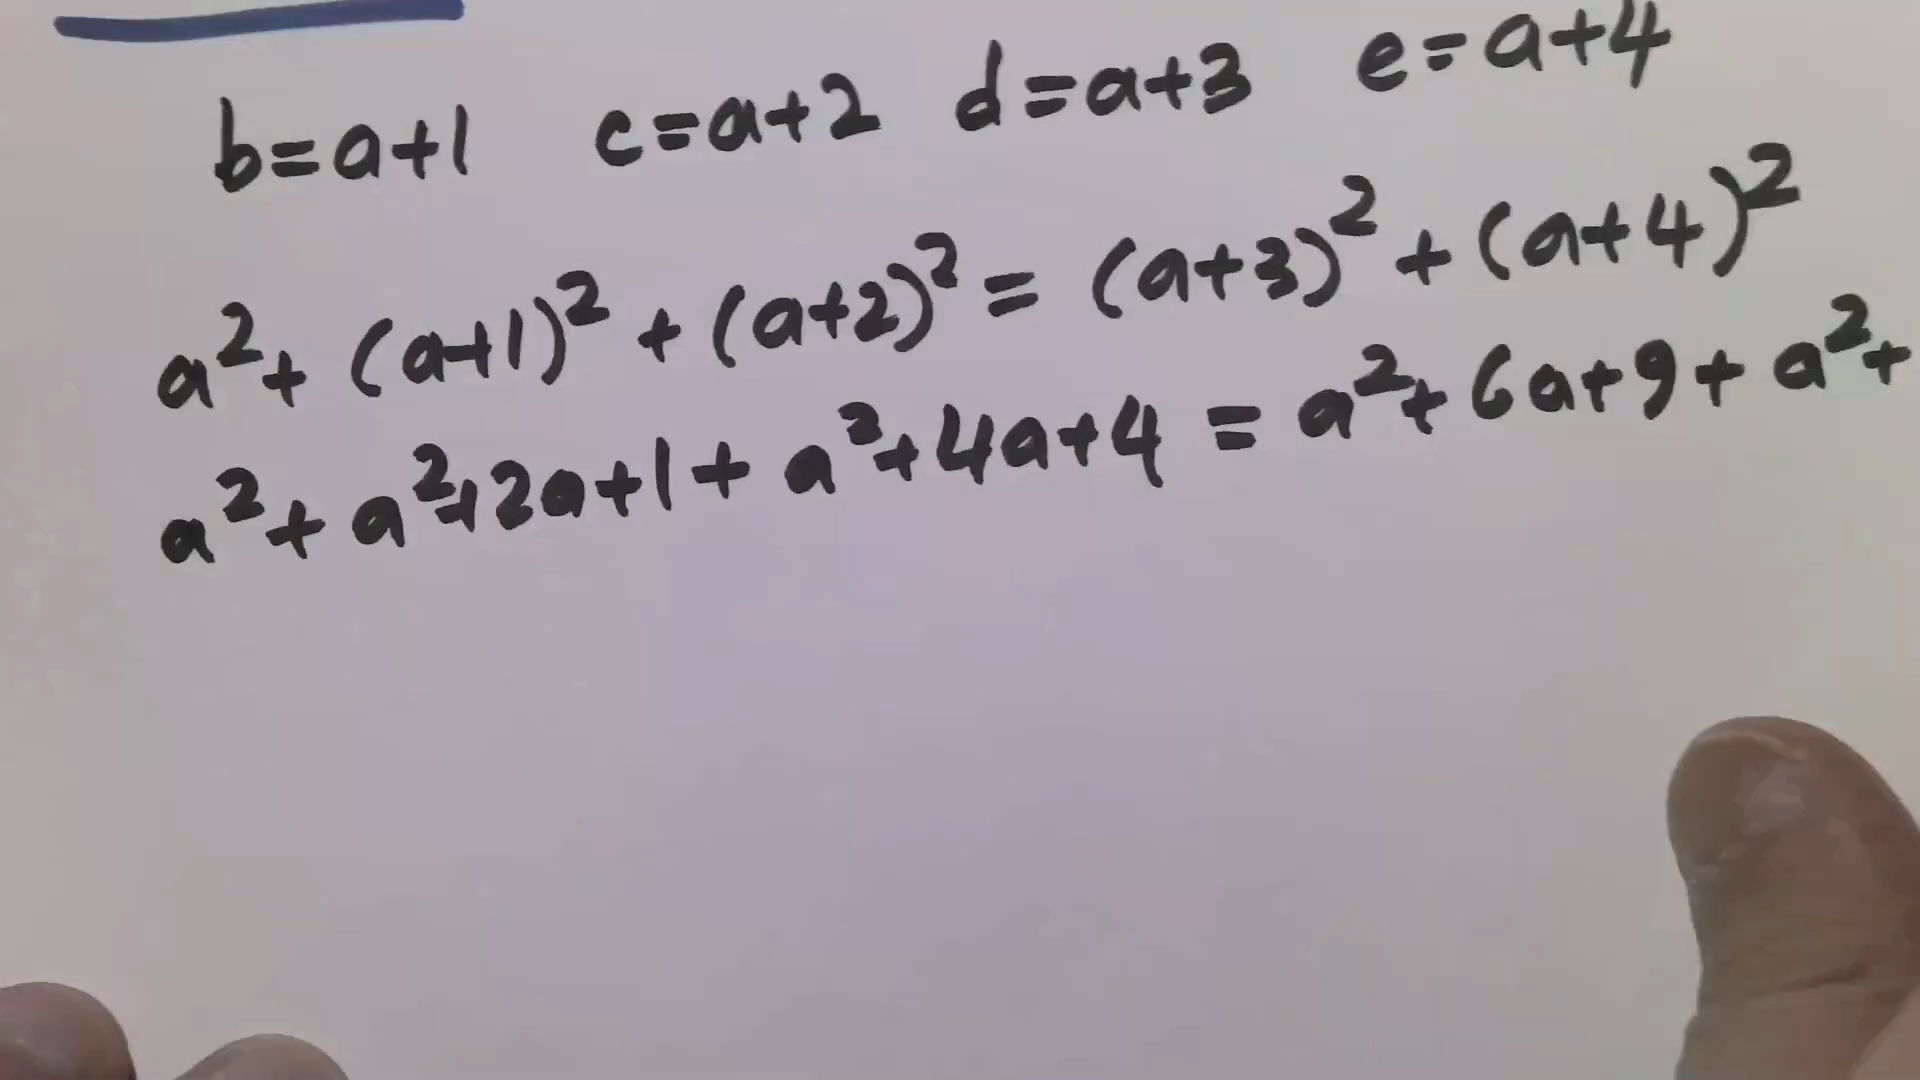 b=a+1 c=a+2 d=a+3 e=a+4
a²+(a+1)²+(a+2)²=(a+3)²+(a+4)²
a²+a²+2a+1+a²+4a+4=a²+6a+9+a²+